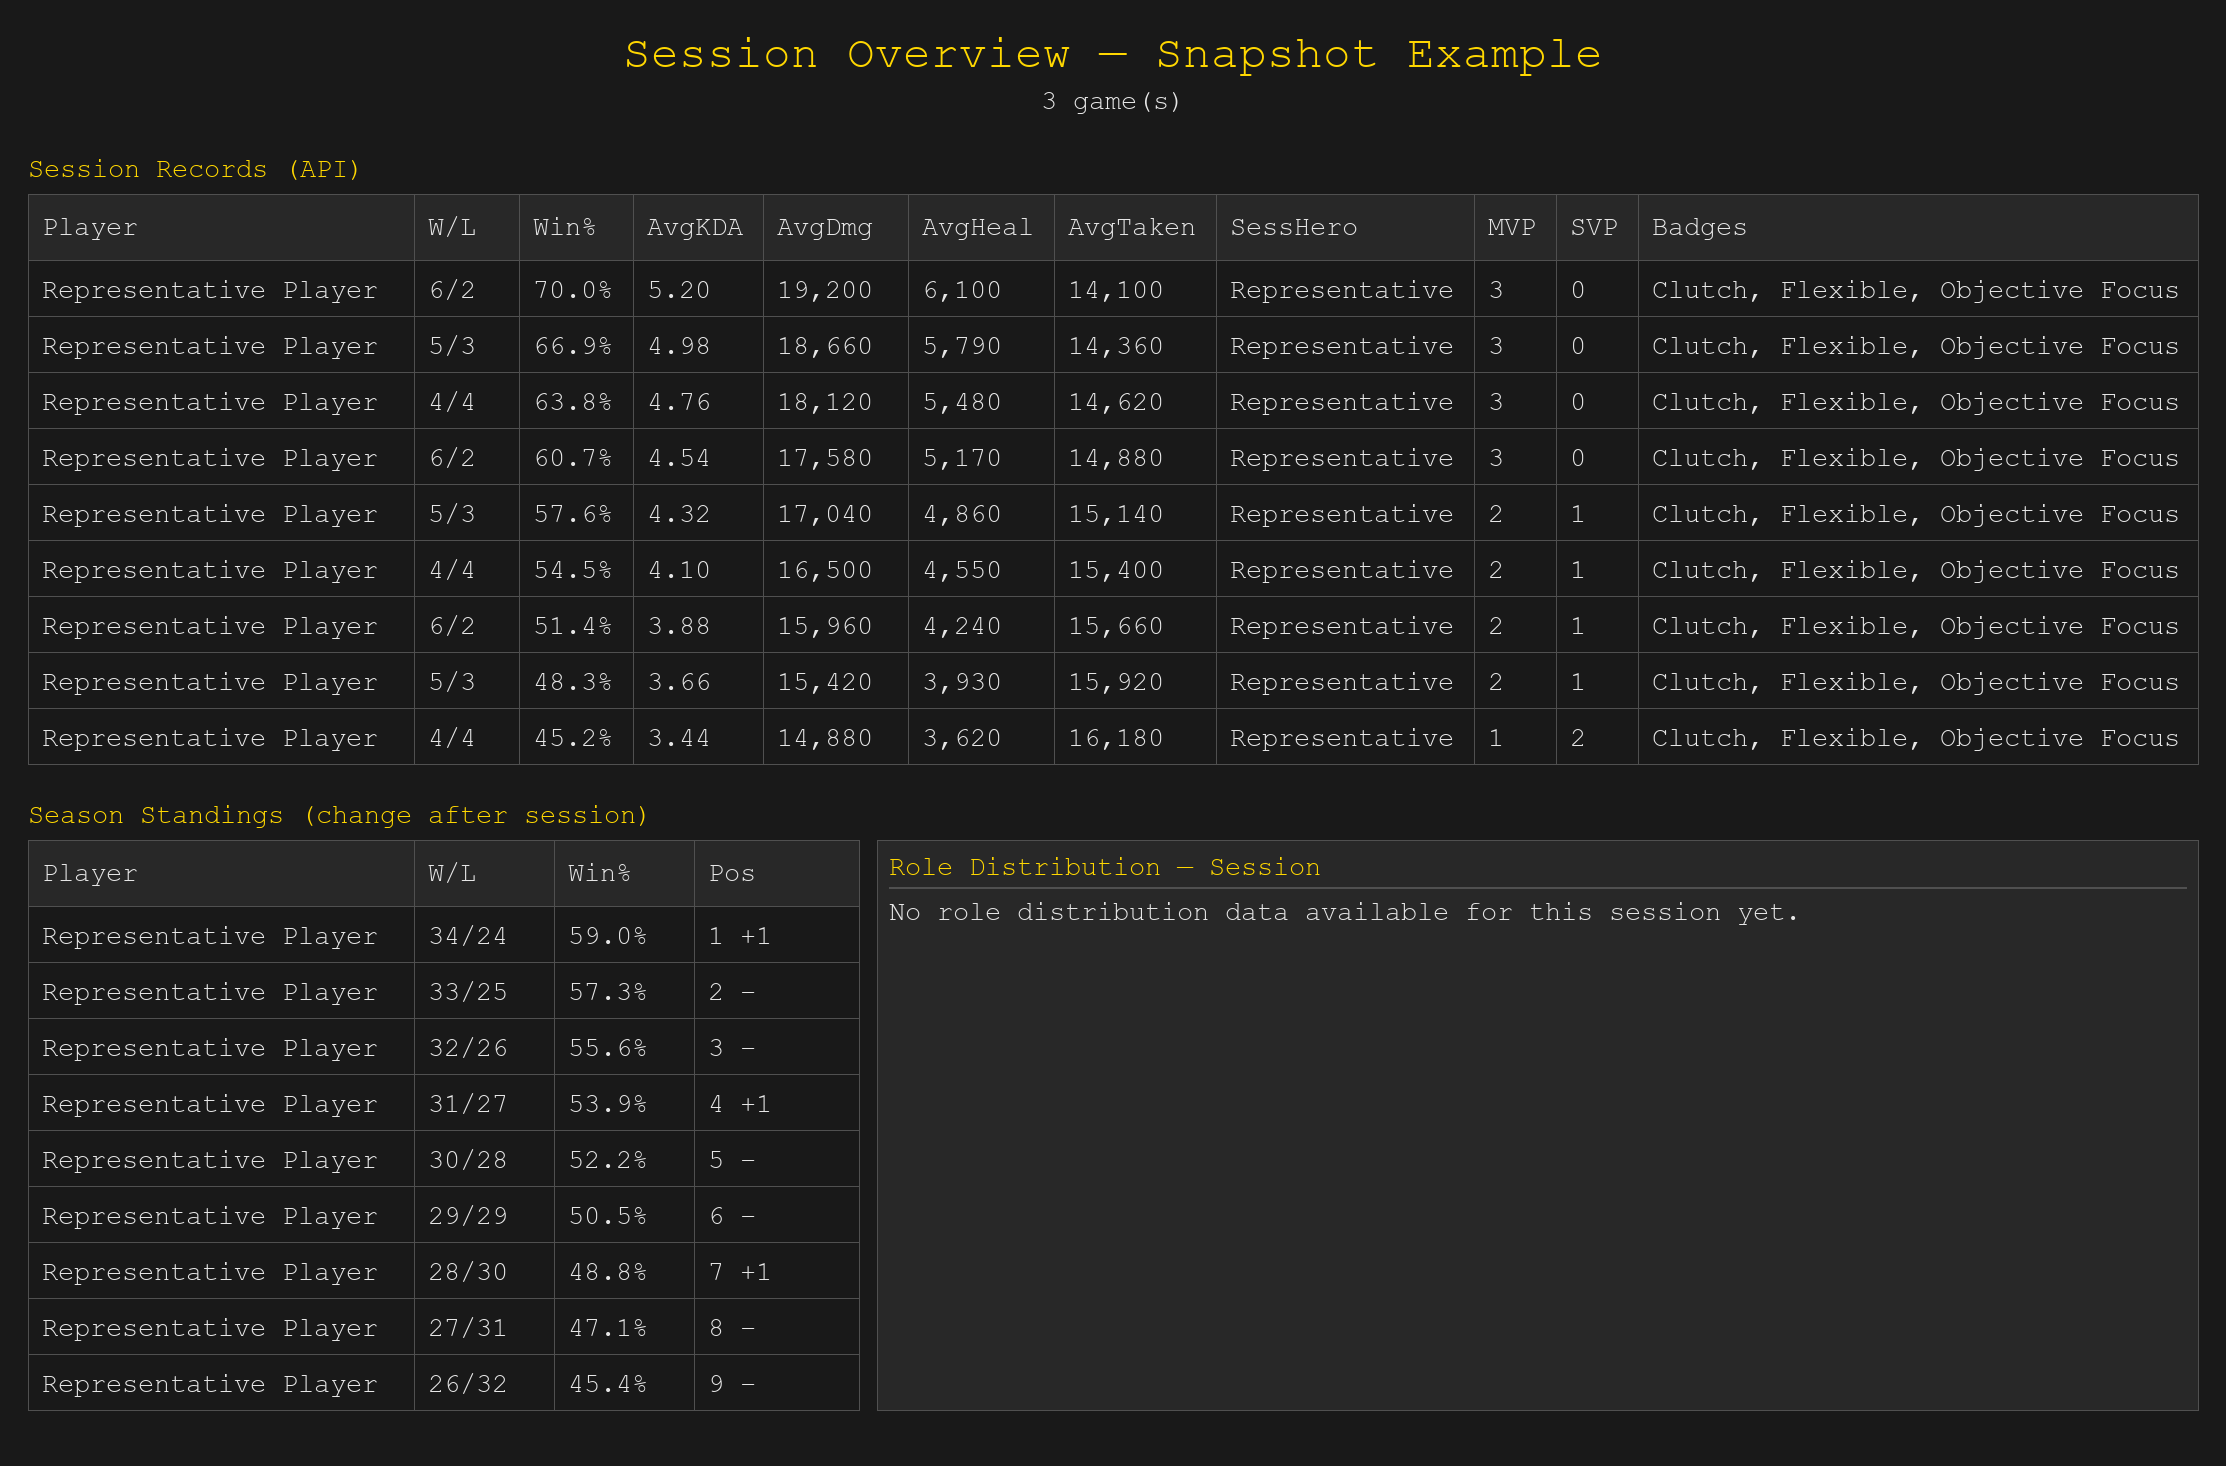 Session Overview — Snapshot Example
3 game(s)
Session Records (API)
Player W/L Win% AvgKDA AvgDmg AvgHeal AvgTaken SessHero MVP SVP Badges
Representative Player 6/2 70.0% 5.20 19,200 6,100 14,100 Representative 3 0 Clutch, Flexible, Objective Focus
Representative Player 5/3 66.9% 4.98 18,660 5,790 14,360 Representative 3 0 Clutch, Flexible, Objective Focus
Representative Player 4/4 63.8% 4.76 18,120 5,480 14,620 Representative 3 0 Clutch, Flexible, Objective Focus
Representative Player 6/2 60.7% 4.54 17,580 5,170 14,880 Representative 3 0 Clutch, Flexible, Objective Focus
Representative Player 5/3 57.6% 4.32 17,040 4,860 15,140 Representative 2 1 Clutch, Flexible, Objective Focus
Representative Player 4/4 54.5% 4.10 16,500 4,550 15,400 Representative 2 1 Clutch, Flexible, Objective Focus
Representative Player 6/2 51.4% 3.88 15,960 4,240 15,660 Representative 2 1 Clutch, Flexible, Objective Focus
Representative Player 5/3 48.3% 3.66 15,420 3,930 15,920 Representative 2 1 Clutch, Flexible, Objective Focus
Representative Player 4/4 45.2% 3.44 14,880 3,620 16,180 Representative 1 2 Clutch, Flexible, Objective Focus
Season Standings (change after session)
Player W/L Win% Pos
Representative Player 34/24 59.0% 1 +1
Representative Player 33/25 57.3% 2 –
Representative Player 32/26 55.6% 3 –
Representative Player 31/27 53.9% 4 +1
Representative Player 30/28 52.2% 5 –
Representative Player 29/29 50.5% 6 –
Representative Player 28/30 48.8% 7 +1
Representative Player 27/31 47.1% 8 –
Representative Player 26/32 45.4% 9 –
Role Distribution — Session
No role distribution data available for this session yet.